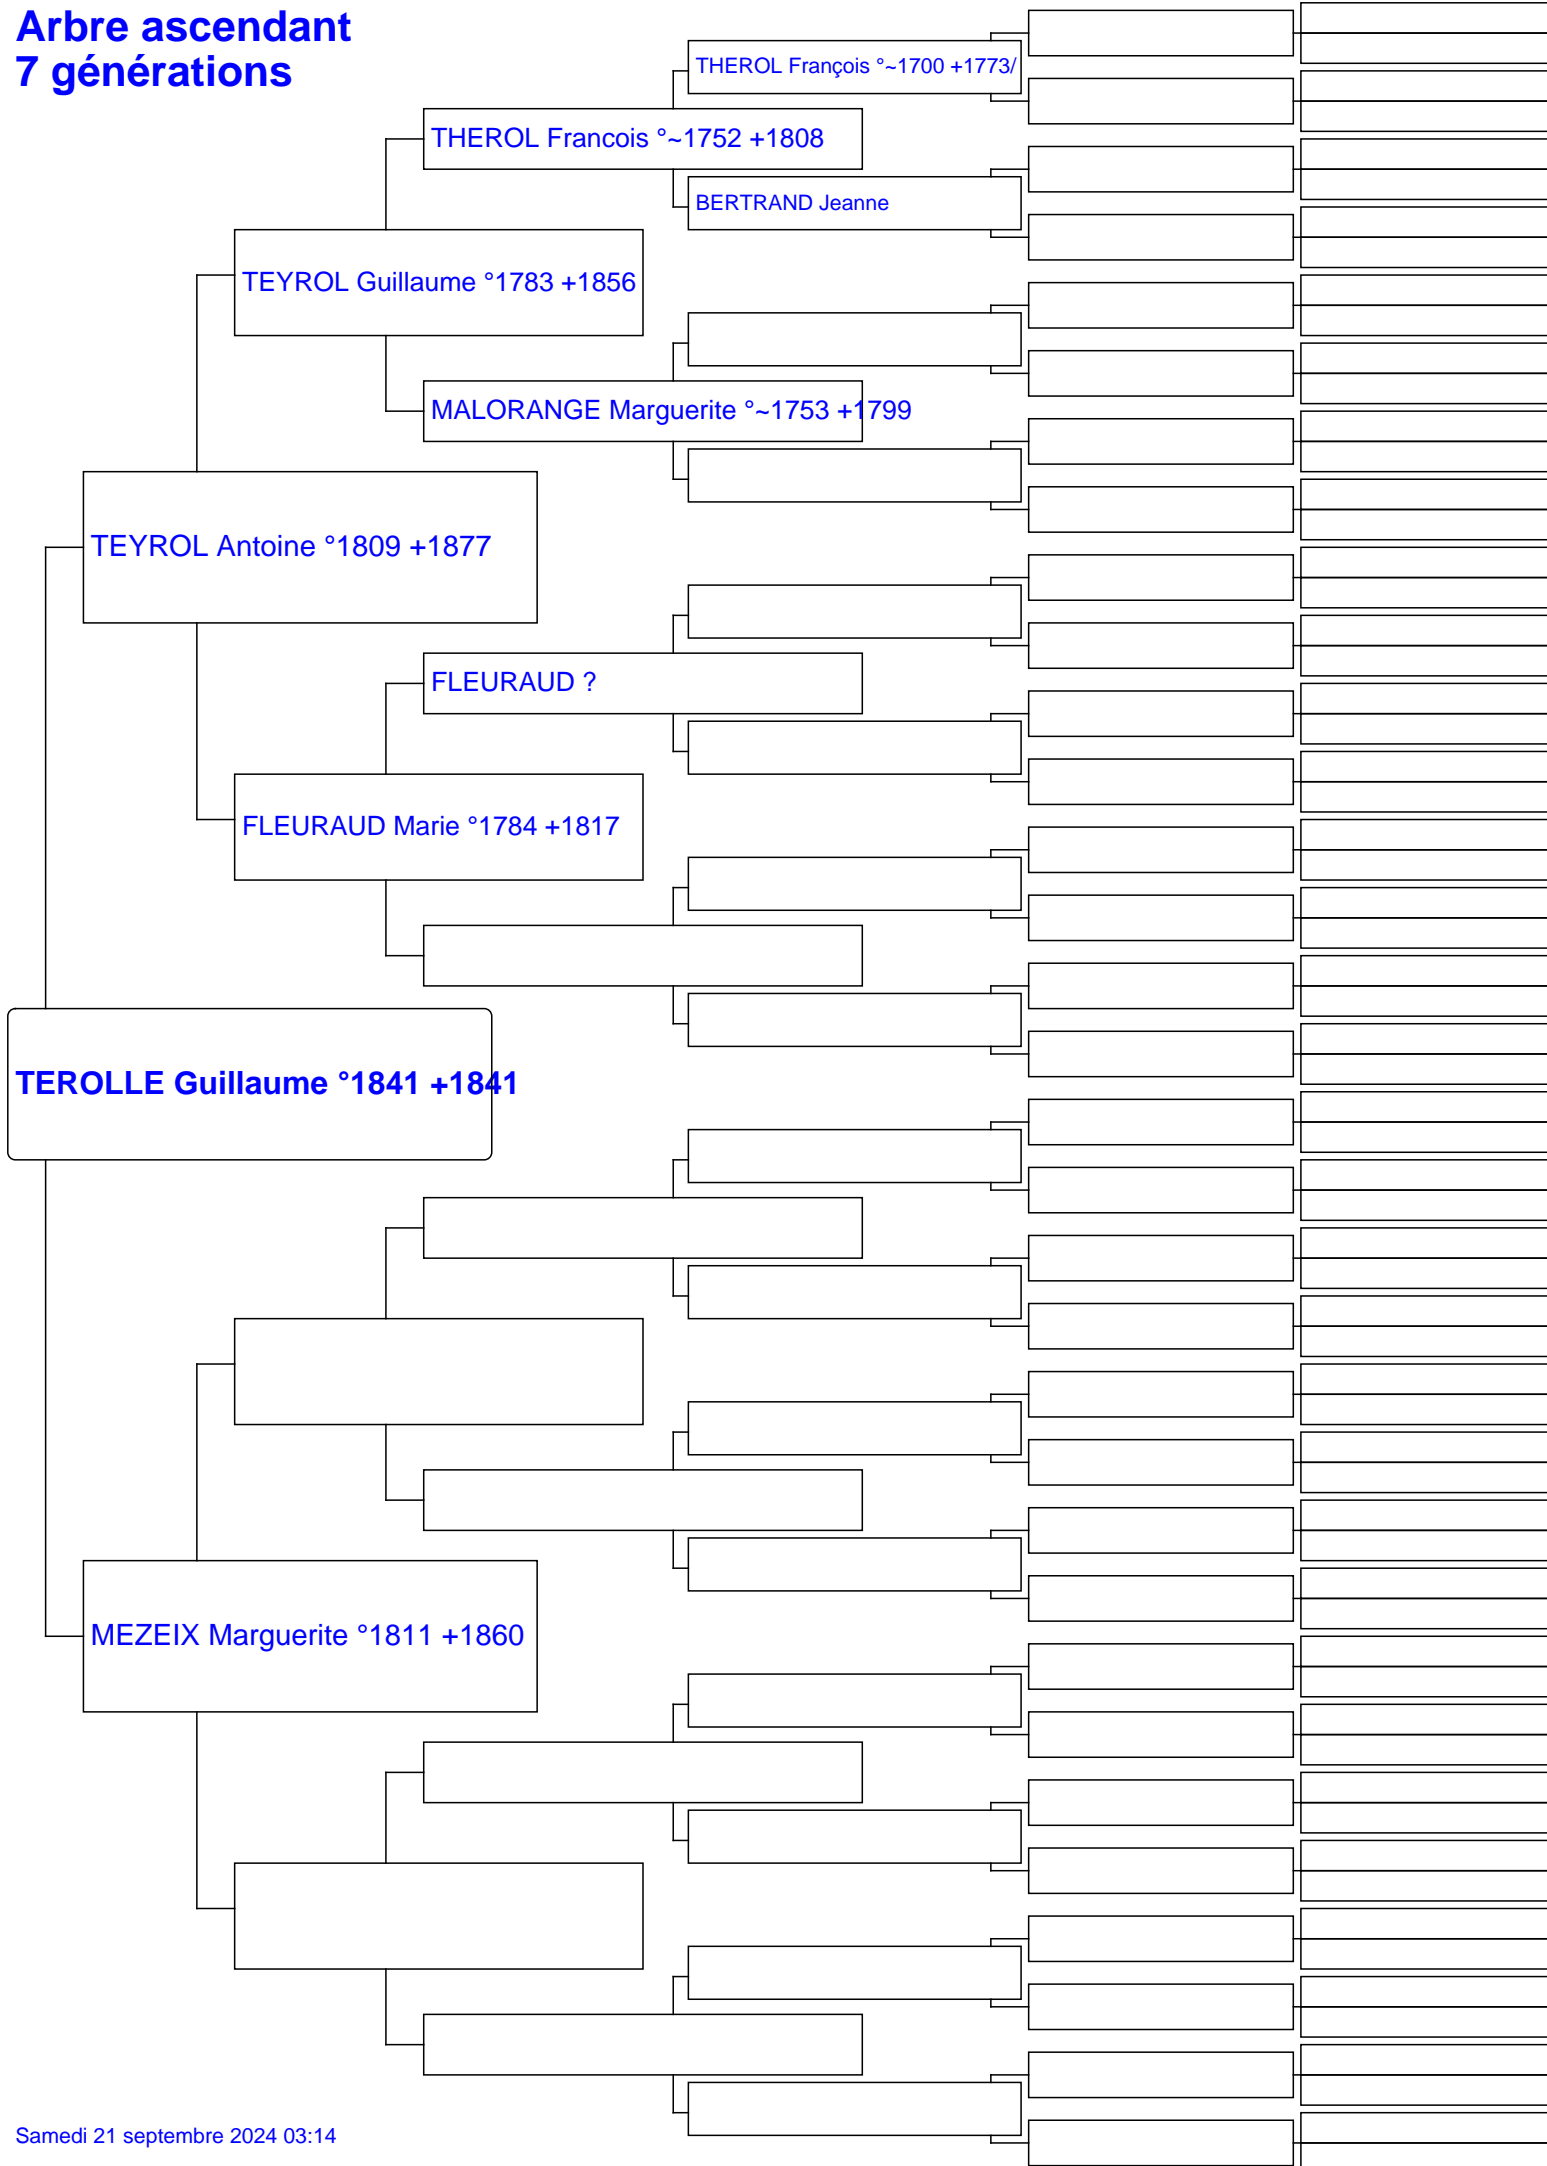 Arbre ascendant
7 générations
THEROL François °~1700 +1773/
THEROL Francois °~1752 +1808
BERTRAND Jeanne
TEYROL Guillaume °1783 +1856
MALORANGE Marguerite °~1753 +1799
TEYROL Antoine °1809 +1877
FLEURAUD ?
FLEURAUD Marie °1784 +1817
TEROLLE Guillaume °1841 +1841
MEZEIX Marguerite °1811 +1860
Samedi 21 septembre 2024 03:14